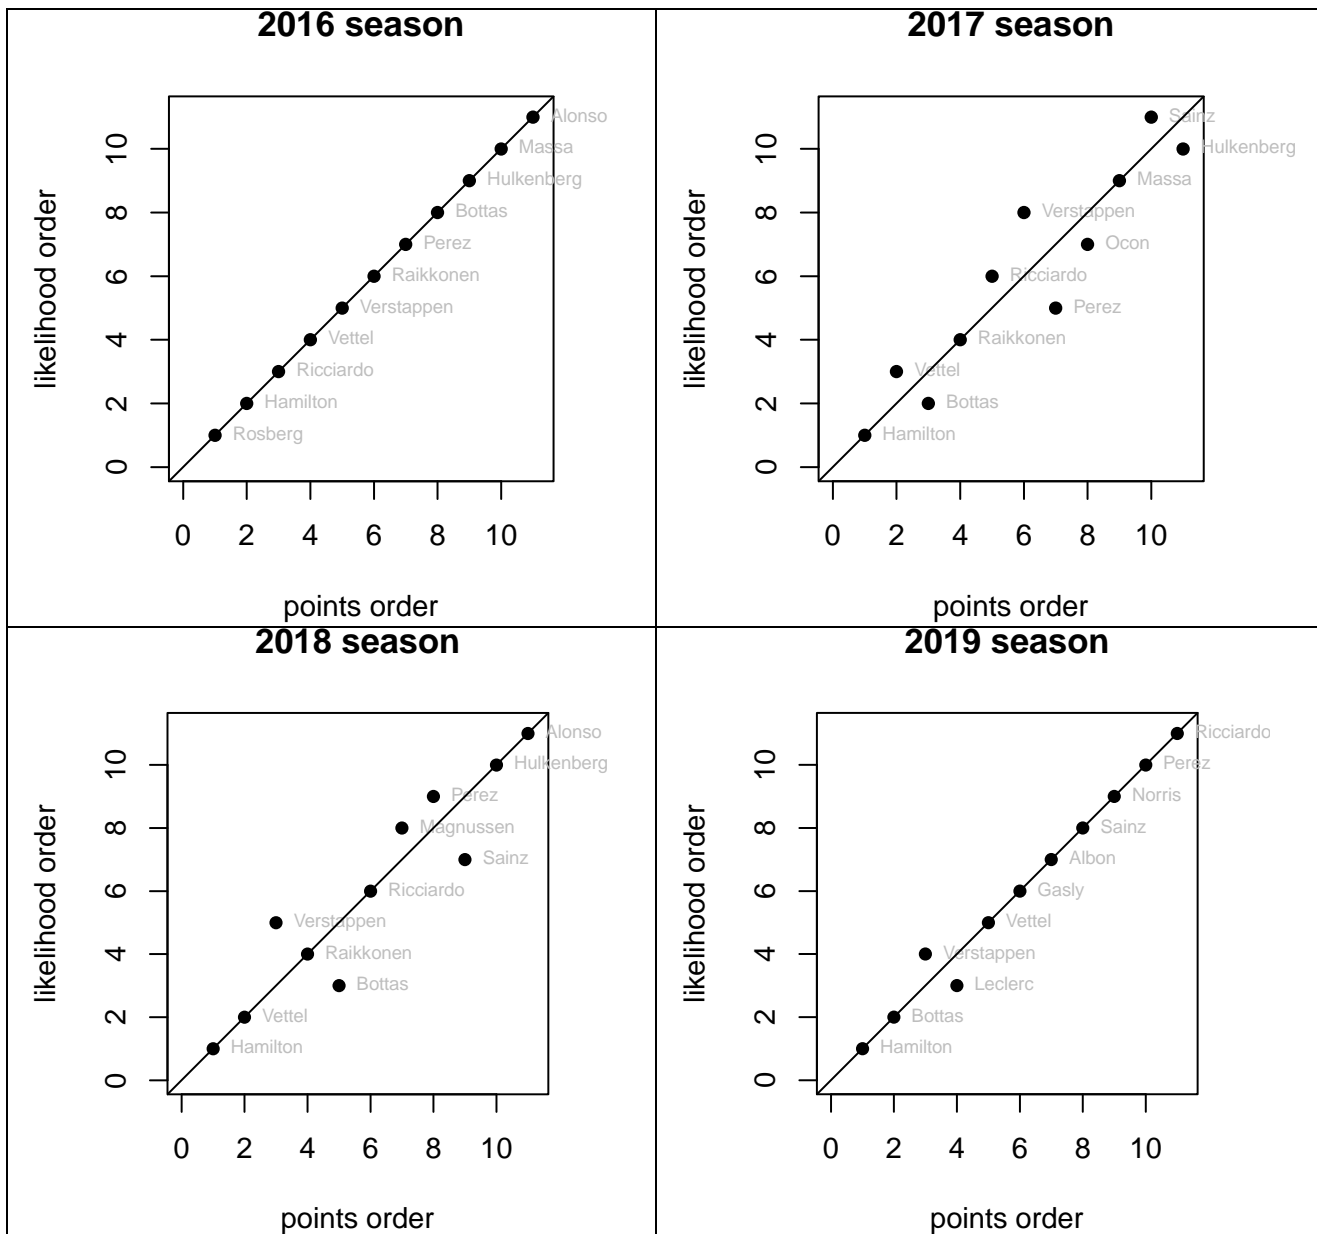 2016 season
likelihood order
10
8
6
4
2
0
Alonso
Massa
Hulkenberg
Bottas
Perez
Raikkonen
Verstappen
Vettel
Ricciardo
Hamilton
Rosberg
0 2 4 6 8 10
points order
2017 season
likelihood order
10
8
6
4
2
0
Sainz
Hulkenberg
Massa
Verstappen
Ocon
Ricciardo
Perez
Raikkonen
Vettel
Bottas
Hamilton
0 2 4 6 8 10
points order
2018 season
likelihood order
10
8
6
4
2
0
Alonso
Hulkenberg
Perez
Magnussen
Sainz
Ricciardo
Verstappen
Raikkonen
Bottas
Vettel
Hamilton
0 2 4 6 8 10
points order
2019 season
likelihood order
10
8
6
4
2
0
Ricciardo
Perez
Norris
Sainz
Albon
Gasly
Vettel
Verstappen
Leclerc
Bottas
Hamilton
0 2 4 6 8 10
points order